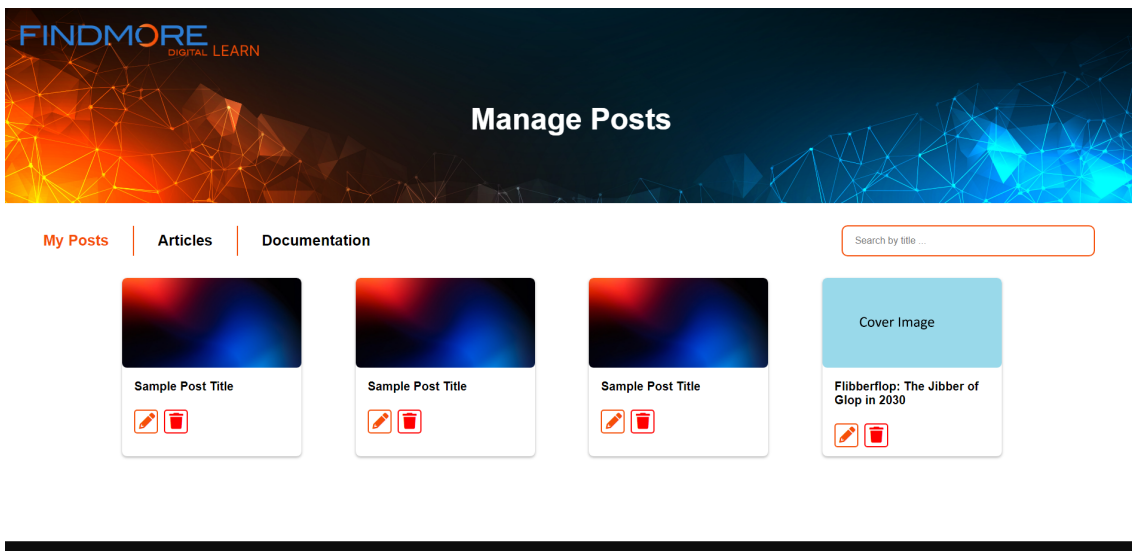 FINDMORE
DIGITAL LEARN
Manage Posts
My Posts
Articles
Documentation
Search by title ...
Cover Image
Sample Post Title
Sample Post Title
Sample Post Title
Flibberflop: The Jibber of
Glop in 2030